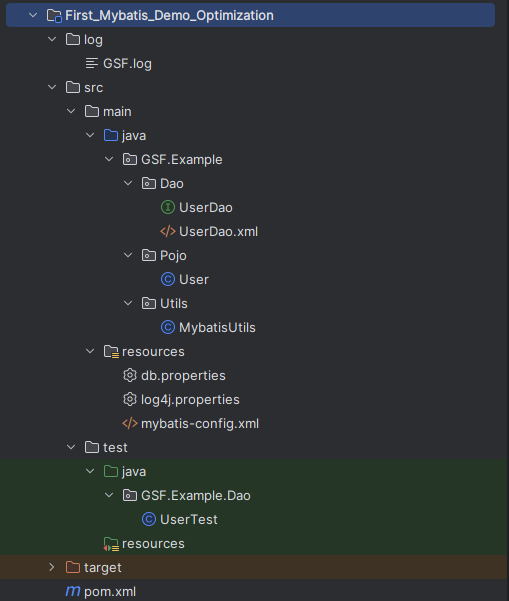 First_Mybatis_Demo_Optimization
log
GSF.log
src
main
java
GSF.Example
Dao
UserDao
UserDao.xml
Pojo
User
Utils
MybatisUtils
resources
db.properties
log4j.properties
mybatis-config.xml
test
java
GSF.Example.Dao
UserTest
resources
target
pom.xml